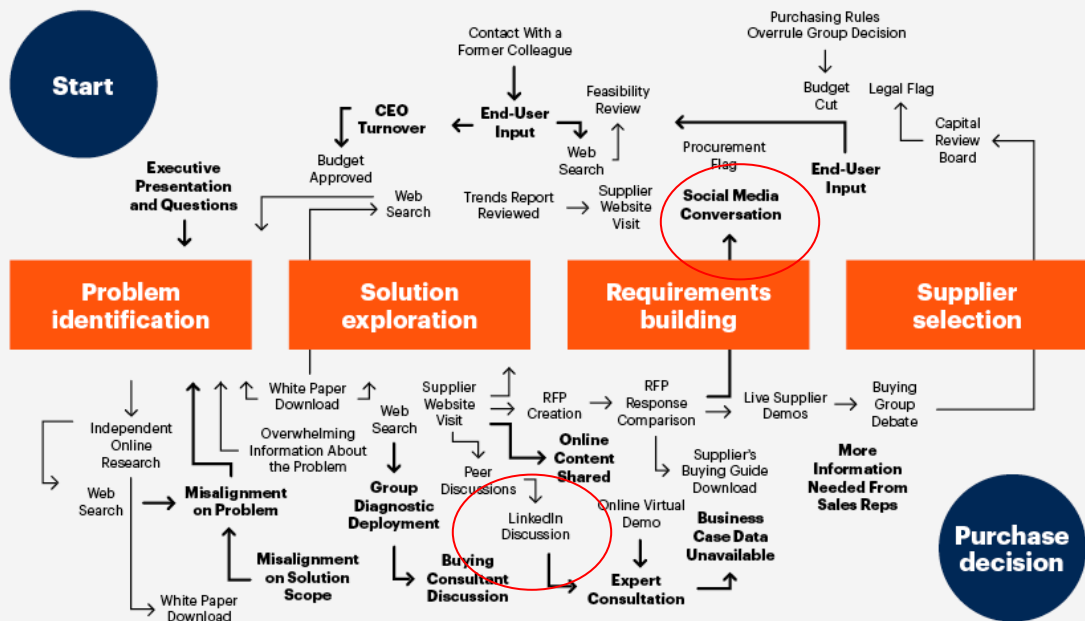 Start
Contact With a
Former Colleague
Purchasing Rules
Overrule Group Decision
CEO
Turnover
End-User
Input
Feasibility
Review
Budget
Cut
Legal Flag
Budget
Approved
Web
Search
Procurement
Flag
End-User
Input
Capital
Review
Board
Executive
Presentation
and Questions
Web
Search
Trends Report
Reviewed
Supplier
Website
Visit
Social Media
Conversation
Problem
identification
Solution
exploration
Requirements
building
Supplier
selection
White Paper
Download
Supplier
Website
Visit
RFP
Creation
RFP
Response
Comparison
Live Supplier
Demos
Buying
Group
Debate
Independent
Online
Research
Overwhelming
Information About
the Problem
Web
Search
Online
Content
Shared
Peer
Discussions
Supplier's
Buying Guide
Download
More
Information
Needed From
Sales Reps
Web
Search
Misalignment
on Problem
Group
Diagnostic
Deployment
LinkedIn
Discussion
Online Virtual
Demo
Business
Case Data
Unavailable
Misalignment
on Solution
Scope
Buying
Consultant
Discussion
Expert
Consultation
White Paper
Download
Purchase
decision